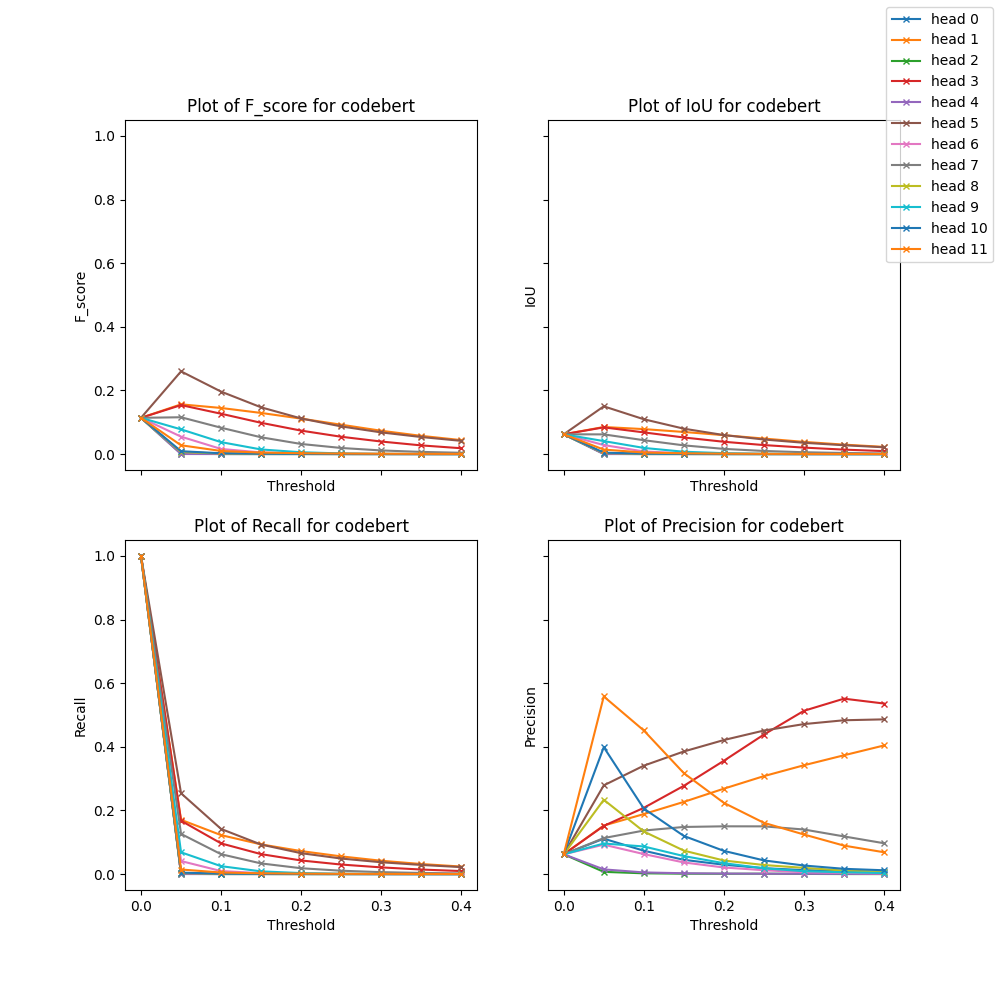 head 0
head 1
head 2
head 3
head 4
head 5
head 6
head 7
head 8
head 9
head 10
head 11
Plot of F_score for codebert
1.0
0.8
0.6
0.4
0.2
0.0
F_score
Threshold
Plot of IoU for codebert
IoU
Threshold
Plot of Recall for codebert
1.0
0.8
0.6
0.4
0.2
0.0
Recall
0.0 0.1 0.2 0.3 0.4
Threshold
Plot of Precision for codebert
Precision
0.0 0.1 0.2 0.3 0.4
Threshold